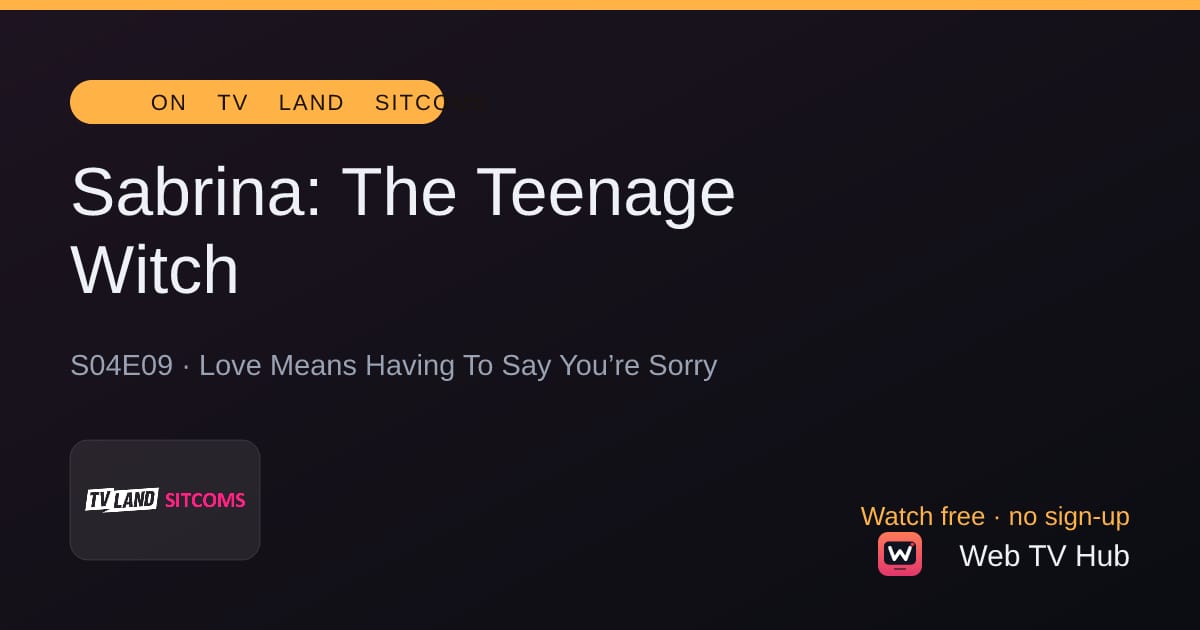 ON TV LAND SITCOMS
Sabrina: The Teenage
Witch
S04E09 · Love Means Having To Say You’re Sorry
TV LAND SITCOMS
Watch free · no sign-up
W Web TV Hub